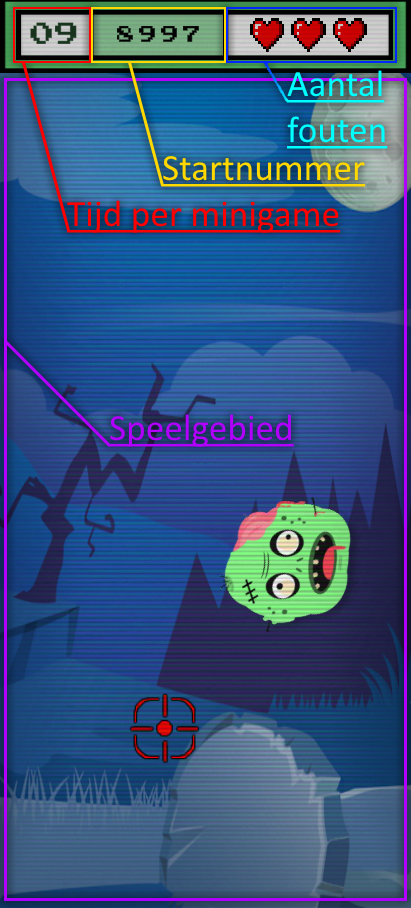 09 8997
Aantal
fouten
Startnummer
Tijd per minigame
Speelgebied